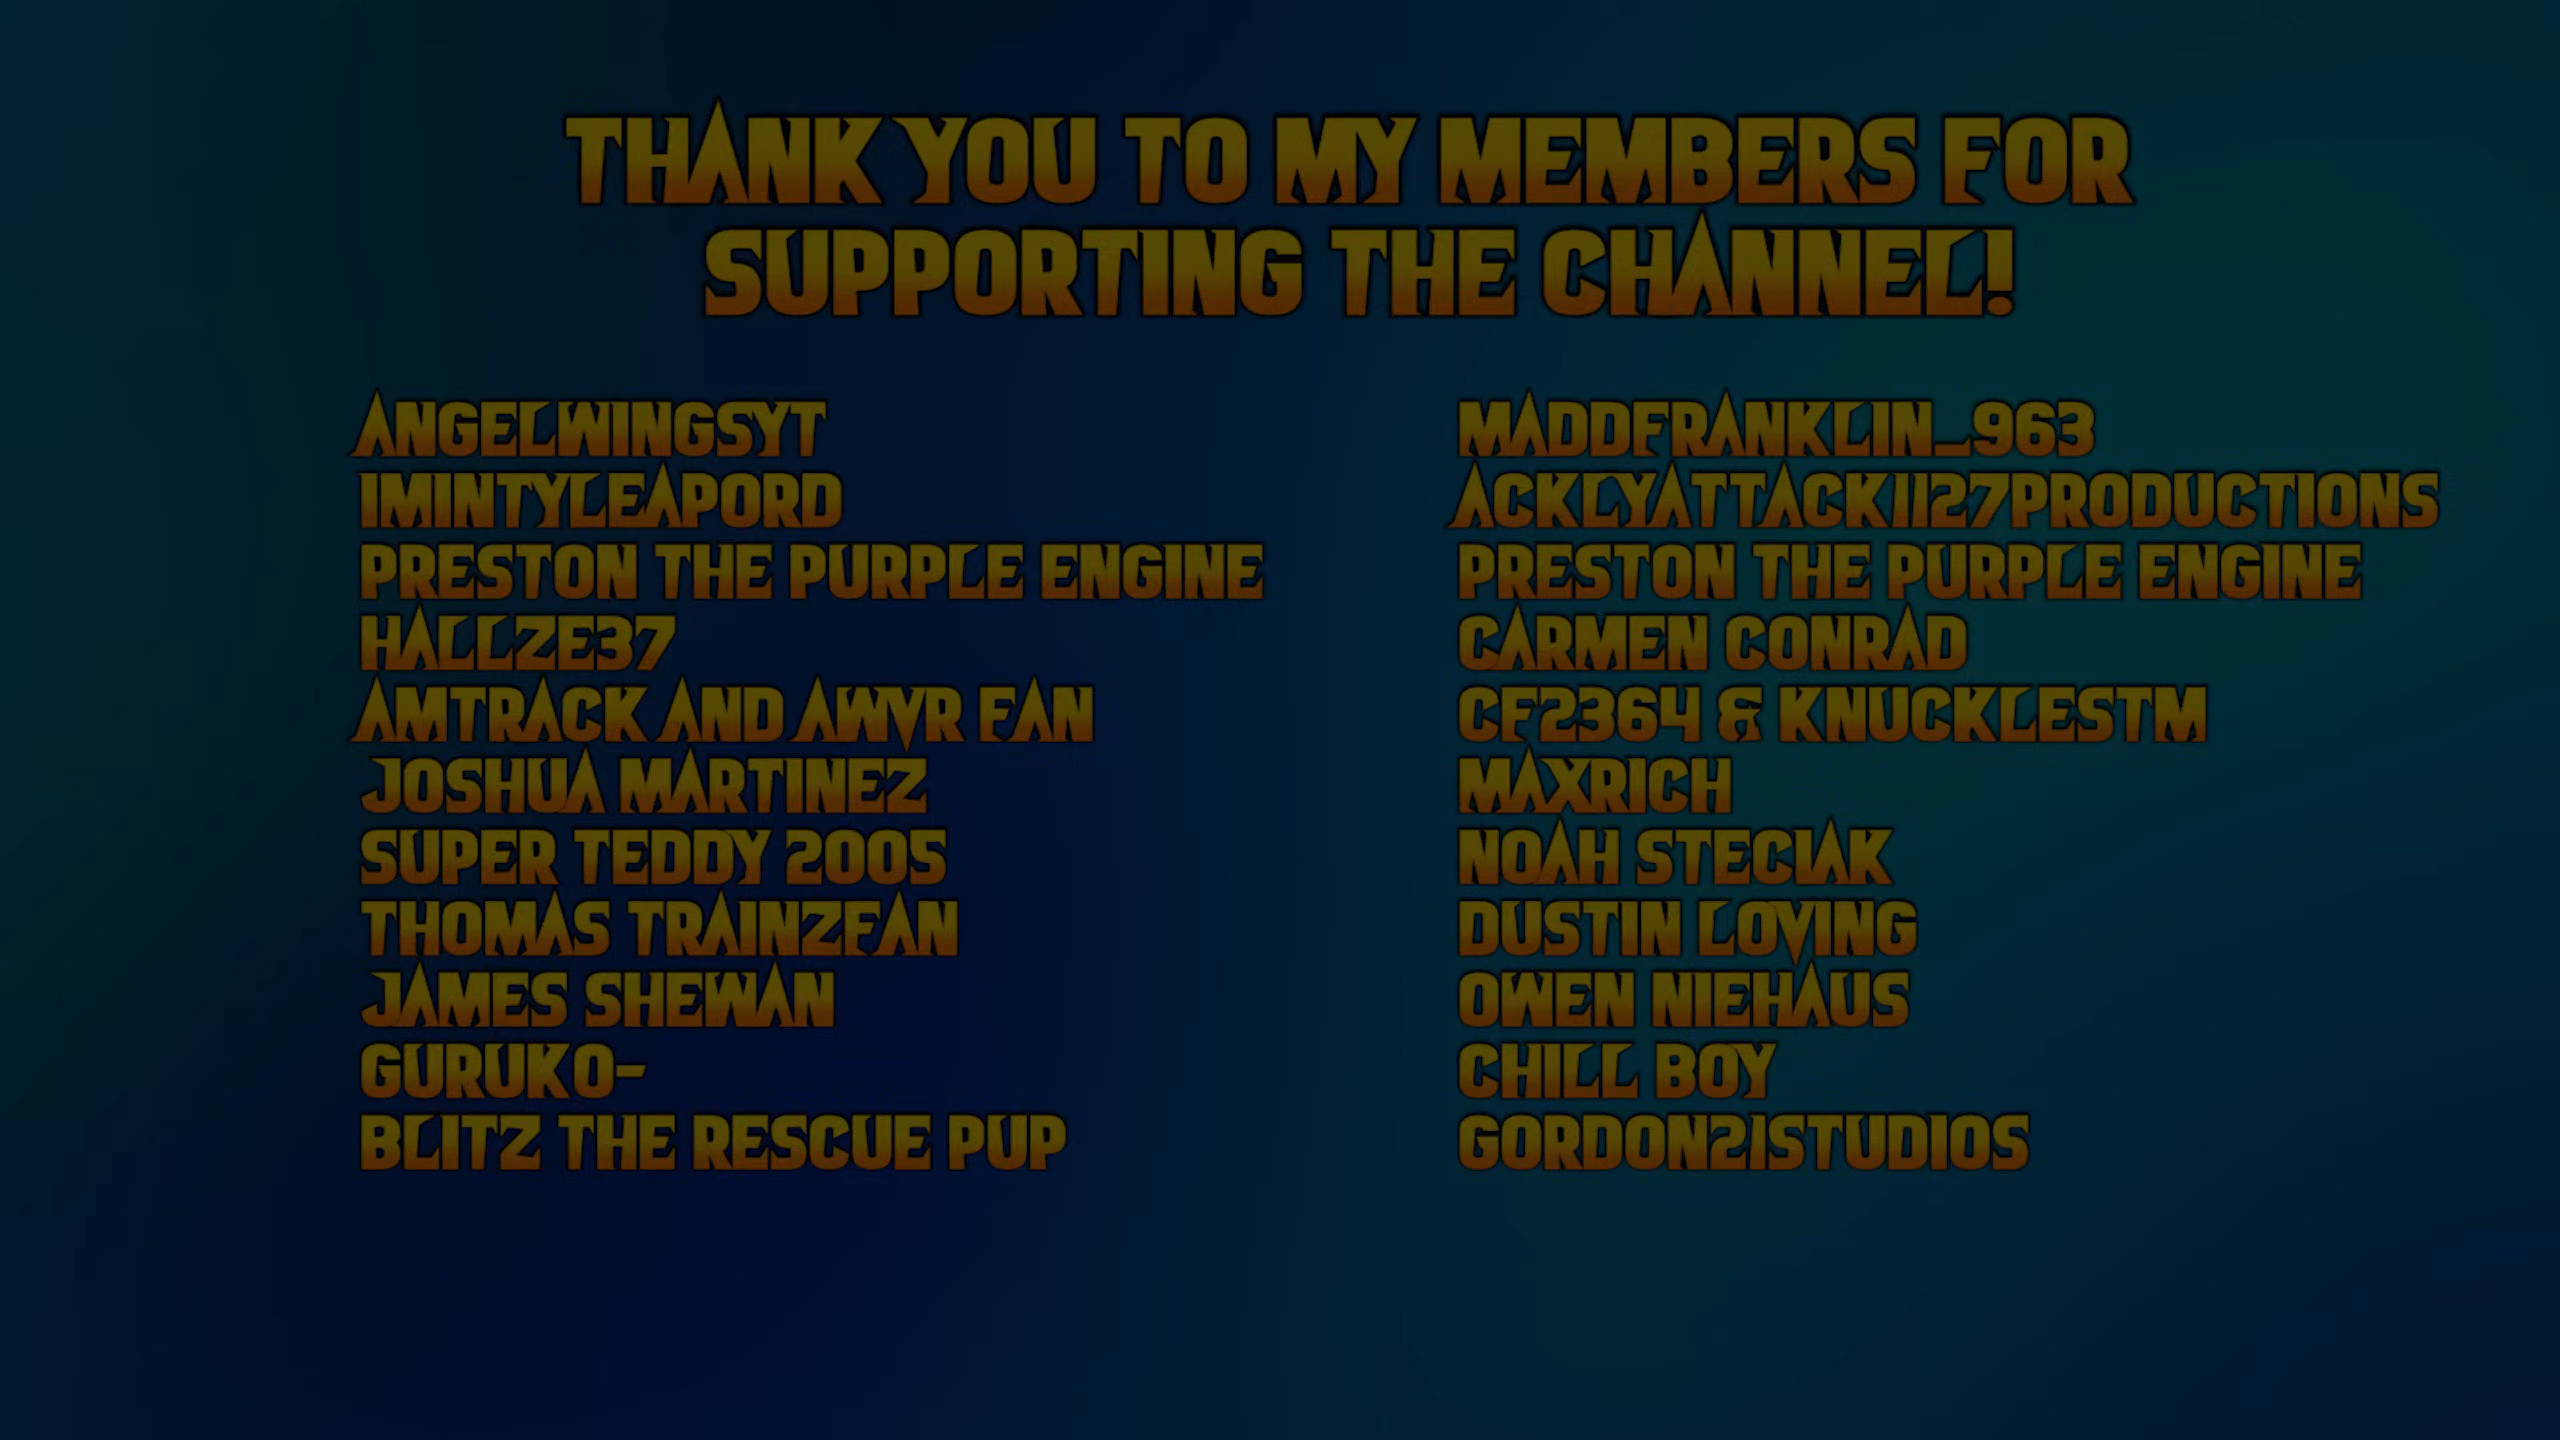 THANK YOU TO MY MEMBERS FOR
SUPPORTING THE CHANNEL!
ANGELWINGSYT
IMINTYLEAPORD
PRESTON THE PURPLE ENGINE
HALLZE37
AMTRACK AND AWVR FAN
JOSHUA MARTINEZ
SUPER TEDDY 2005
THOMAS TRAINZFAN
JAMES SHEWAN
GURUKO-
BLITZ THE RESCUE PUP
MADDFRANKLIN_963
ACKLYATTACK1127PRODUCTIONS
PRESTON THE PURPLE ENGINE
CARMEN CONRAD
CF2364 & KNUCKLESTM
MAXRICH
NOAH STECIAK
DUSTIN LOVING
OWEN NIEHAUS
CHILL BOY
GORDON21STUDIOS